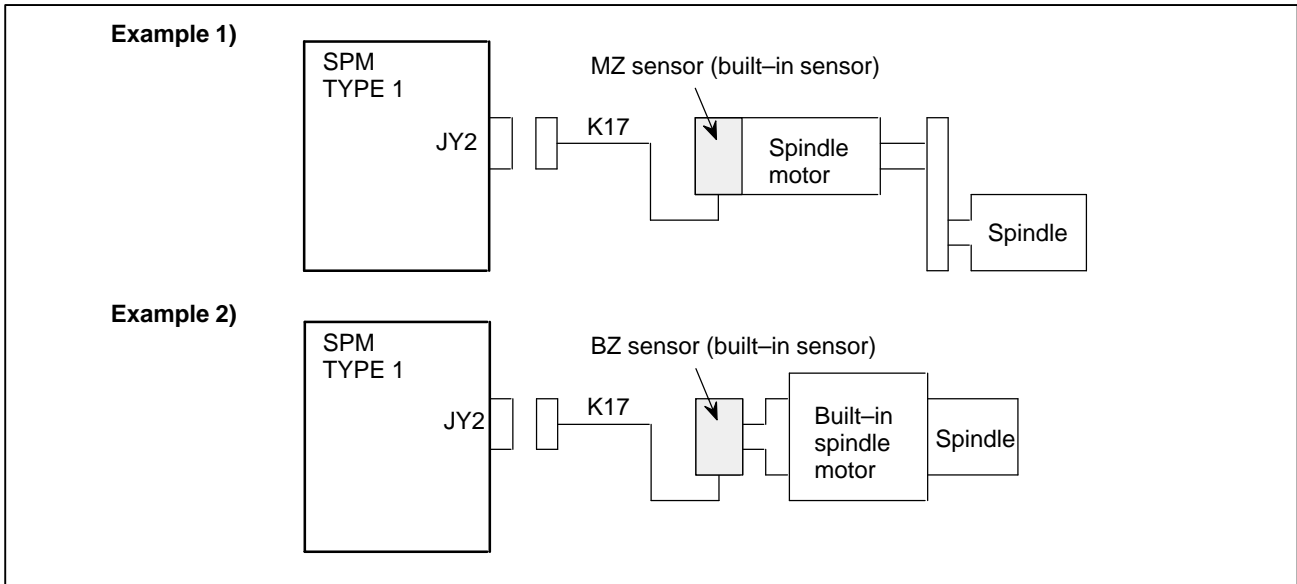 Example 1)
SPM
TYPE 1
MZ sensor (built–in sensor)
JY2
K17
Spindle
motor
Spindle
Example 2)
SPM
TYPE 1
BZ sensor (built–in sensor)
JY2
K17
Built–in
spindle
motor
Spindle